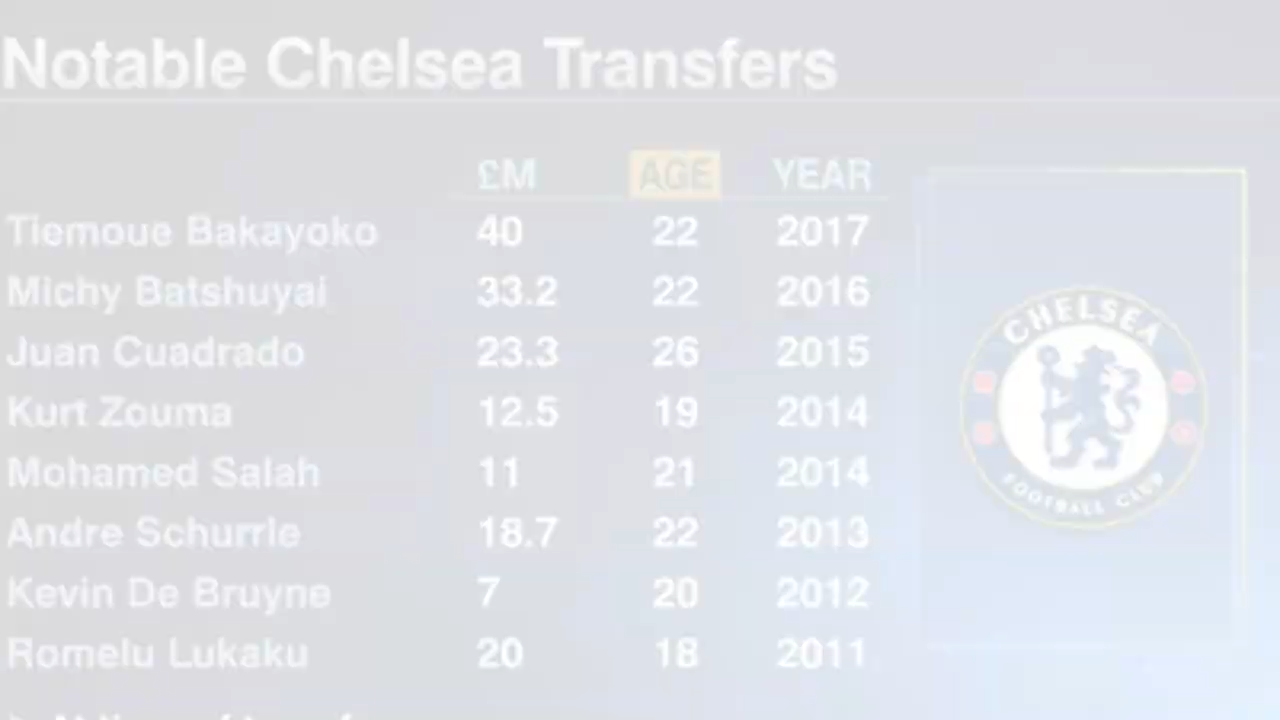 Notable Chelsea Transfers
£M AGE YEAR
Tiemoue Bakayoko 40 22 2017
Michy Batshuyai 33.2 22 2016
Juan Cuadrado 23.3 26 2015
Kurt Zouma 12.5 19 2014
Mohamed Salah 11 21 2014
Andre Schurrle 18.7 22 2013
Kevin De Bruyne 7 20 2012
Romelu Lukaku 20 18 2011
CHELSEA
FOOTBALL CLUB